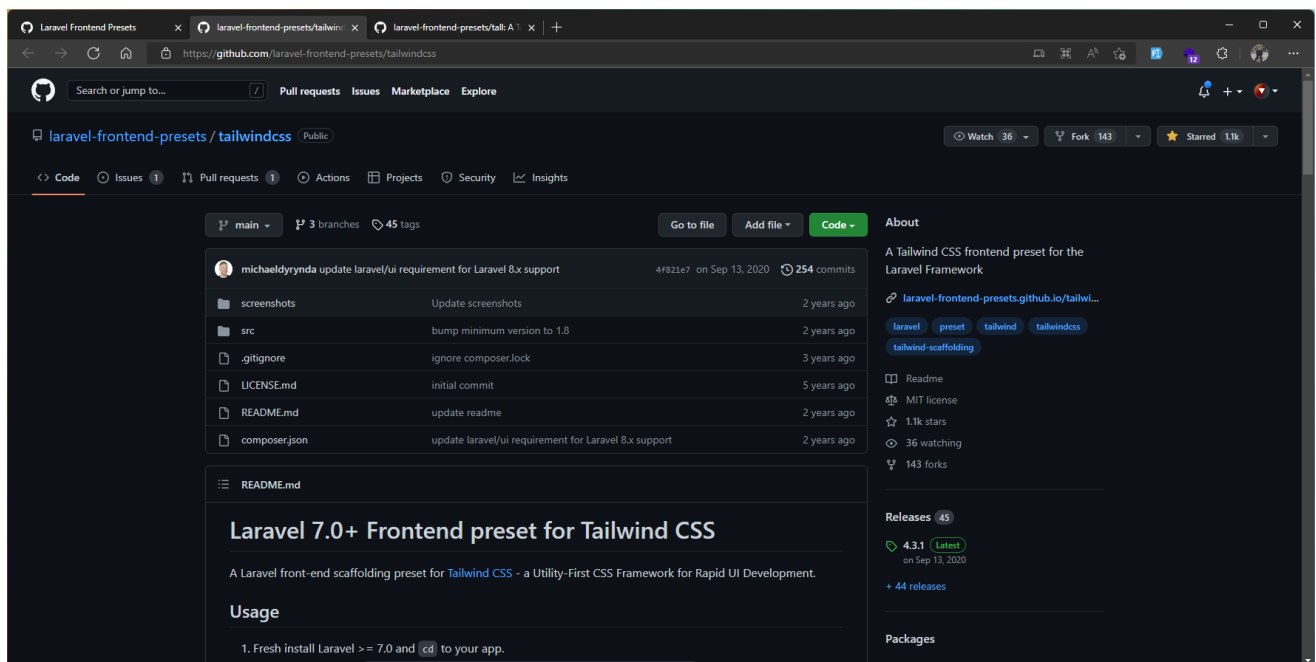 Laravel Frontend Presets
laravel-frontend-presets/tailwind
laravel-frontend-presets/tall: A T
https://github.com/laravel-frontend-presets/tailwindcss
12
Search or jump to...
/
Pull requests Issues Marketplace Explore
laravel-frontend-presets / tailwindcss Public
Watch 36
Fork 143
Starred 1.1k
Code Issues 1 Pull requests 1 Actions Projects Security Insights
main 3 branches 45 tags
Go to file Add file Code
michaeldyrynda update laravel/ui requirement for Laravel 8.x support 4f821e7 on Sep 13, 2020 254 commits
screenshots Update screenshots 2 years ago
src bump minimum version to 1.8 2 years ago
.gitignore ignore composer.lock 3 years ago
LICENSE.md initial commit 5 years ago
README.md update readme 2 years ago
composer.json update laravel/ui requirement for Laravel 8.x support 2 years ago
README.md
Laravel 7.0+ Frontend preset for Tailwind CSS
A Laravel front-end scaffolding preset for Tailwind CSS - a Utility-First CSS Framework for Rapid UI Development.
Usage
1. Fresh install Laravel >= 7.0 and cd to your app.
About
A Tailwind CSS frontend preset for the
Laravel Framework
laravel-frontend-presets.github.io/tailwi...
laravel preset tailwind tailwindcss
tailwind-scaffolding
Readme
MIT license
1.1k stars
36 watching
143 forks
Releases 45
4.3.1 Latest
on Sep 13, 2020
+ 44 releases
Packages